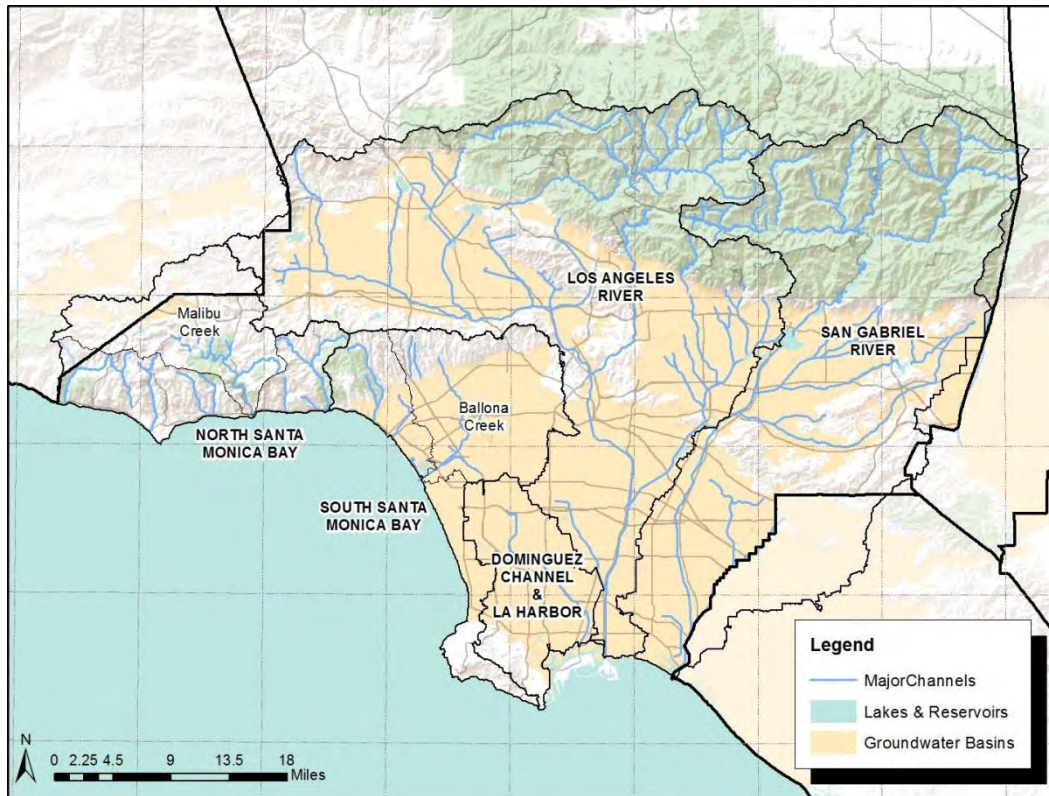 LOS ANGELES
RIVER
Malibu
Creek
SAN GABRIEL
RIVER
Ballona
Creek
NORTH SANTA
MONICA BAY
SOUTH SANTA
MONICA BAY
DOMINGUEZ
CHANNEL
&
LA HARBOR
Legend
MajorChannels
Lakes & Reservoirs
Groundwater Basins
N
0 2.25 4.5 9 13.5 18
Miles